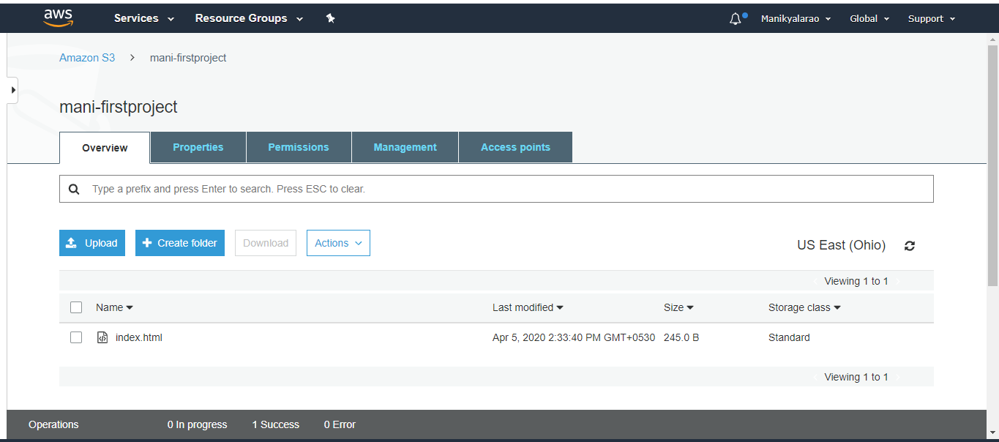 aws Services Resource Groups Manikyalarao Global Support
Amazon S3 > mani-firstproject
mani-firstproject
Overview Properties Permissions Management Access points
Type a prefix and press Enter to search. Press ESC to clear.
Upload Create folder Download Actions US East (Ohio)
Viewing 1 to 1
Name Last modified Size Storage class
index.html Apr 5, 2020 2:33:40 PM GMT+0530 245.0 B Standard
Viewing 1 to 1
Operations 0 In progress 1 Success 0 Error